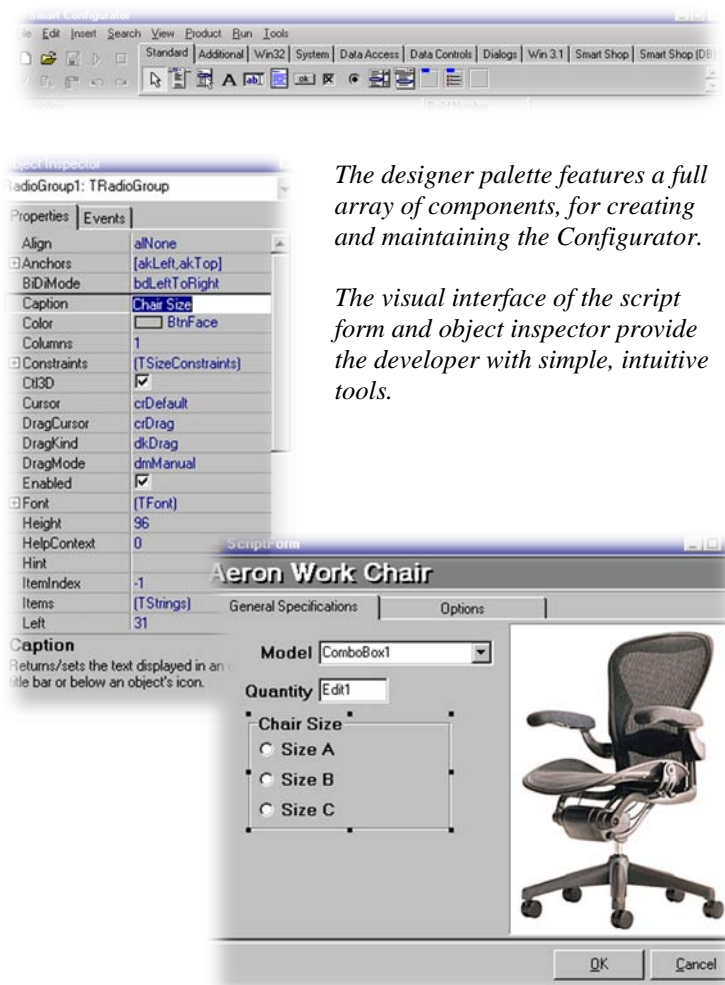 Smart Configurator
Edit Insert Search View Product Run Tools
Standard Additional Win32 System Data Access Data Controls Dialogs Win 3.1 Smart Shop Smart Shop (DB
A ab ok
Build Number
Object Inspector
RadioGroup1: TRadioGroup
Properties Events
Align alNone
Anchors [akLeft,akTop]
BiDiMode bdLeftToRight
Caption Chair Size
Color BtnFace
Columns 1
Constraints (TSizeConstraints)
Ctl3D
Cursor crDefault
DragCursor crDrag
DragKind dkDrag
DragMode dmManual
Enabled
Font (TFont)
Height 96
HelpContext 0
Hint
ItemIndex -1
Items (TStrings)
Left 31
Caption
Returns/sets the text displayed in an
title bar or below an object's icon.
The designer palette features a full
array of components, for creating
and maintaining the Configurator.
The visual interface of the script
form and object inspector provide
the developer with simple, intuitive
tools.
ScriptForm
Aeron Work Chair
General Specifications Options
Model ComboBox1
Quantity Edit1
Chair Size
Size A
Size B
Size C
OK Cancel